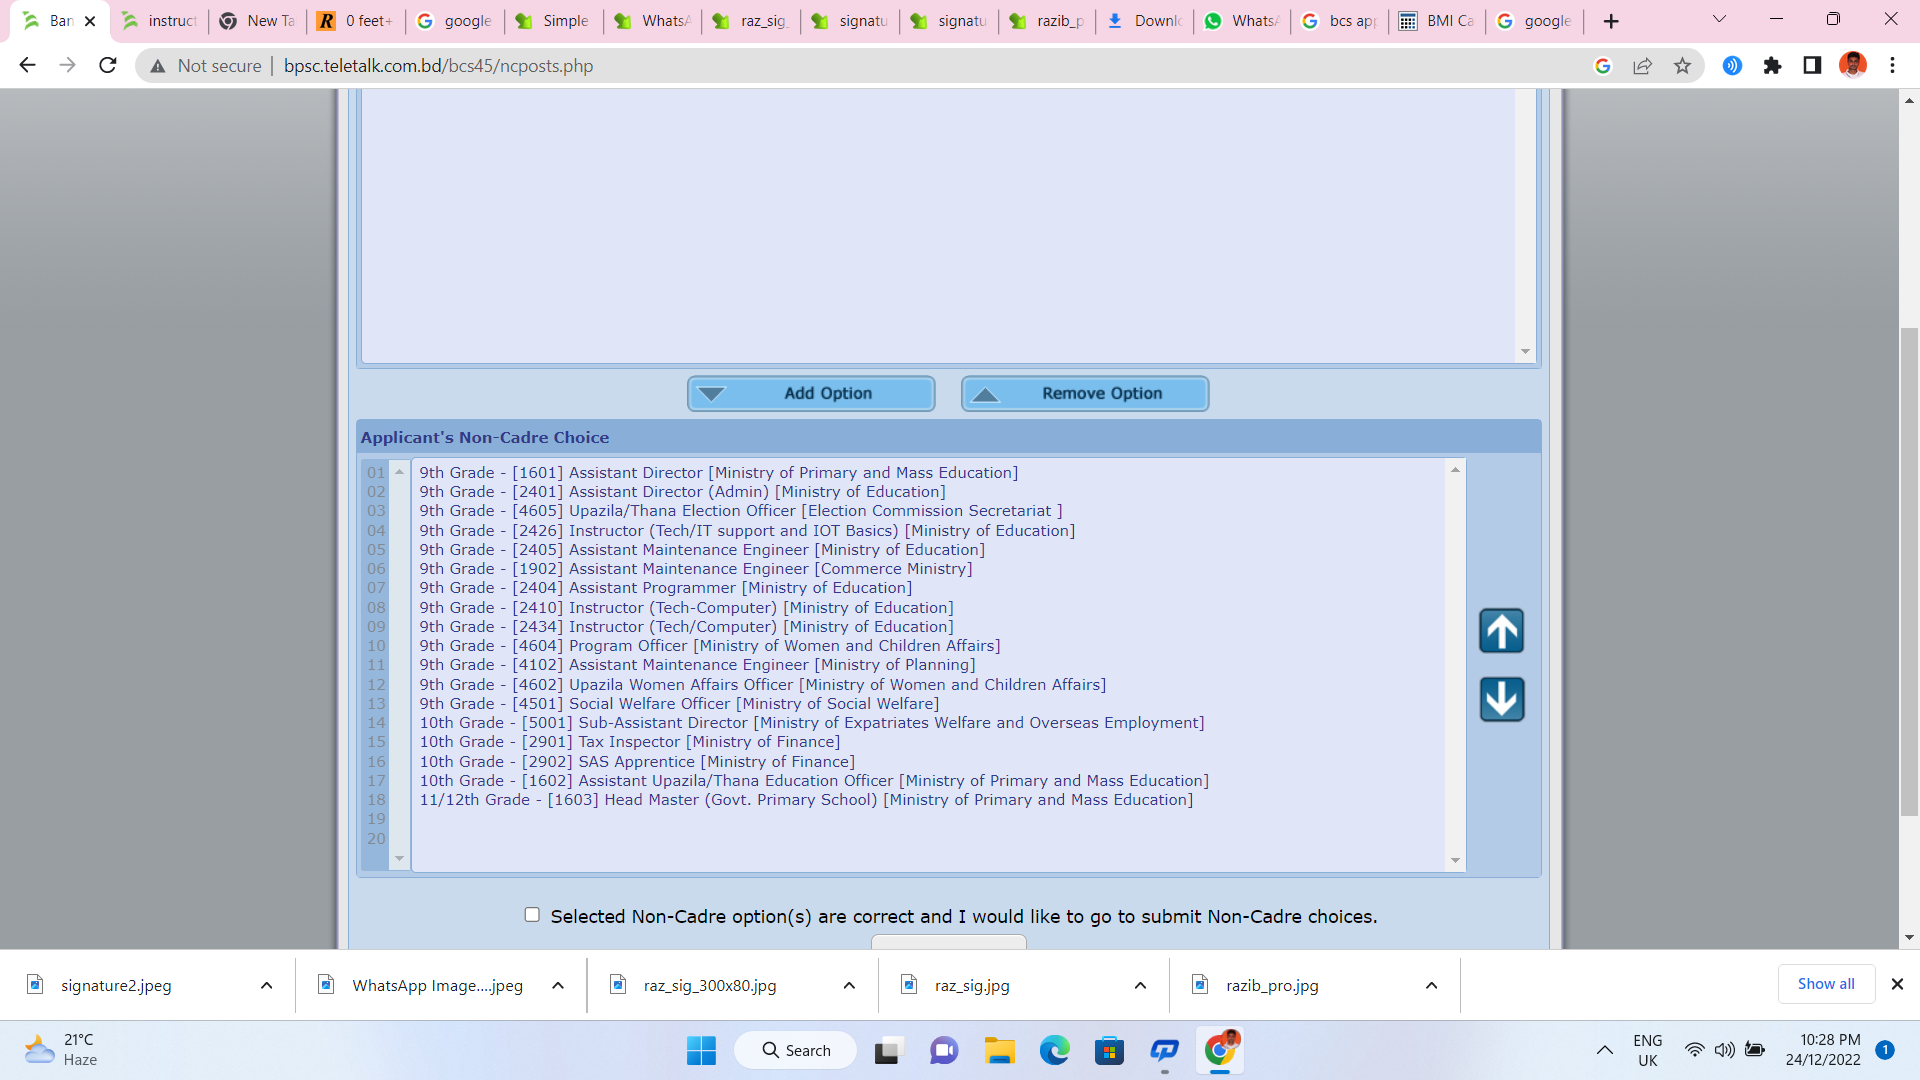 Ban
instruct
New Ta
0 feet+
google
Simple
WhatsA
raz_sig_
signatu
signatu
razib_p
Downlo
WhatsA
bcs app
BMI Ca
google
Not secure
bpsc.teletalk.com.bd/bcs45/ncposts.php
Add Option
Remove Option
Applicant's Non-Cadre Choice
01 9th Grade - [1601] Assistant Director [Ministry of Primary and Mass Education]
02 9th Grade - [2401] Assistant Director (Admin) [Ministry of Education]
03 9th Grade - [4605] Upazila/Thana Election Officer [Election Commission Secretariat ]
04 9th Grade - [2426] Instructor (Tech/IT support and IOT Basics) [Ministry of Education]
05 9th Grade - [2405] Assistant Maintenance Engineer [Ministry of Education]
06 9th Grade - [1902] Assistant Maintenance Engineer [Commerce Ministry]
07 9th Grade - [2404] Assistant Programmer [Ministry of Education]
08 9th Grade - [2410] Instructor (Tech-Computer) [Ministry of Education]
09 9th Grade - [2434] Instructor (Tech/Computer) [Ministry of Education]
10 9th Grade - [4604] Program Officer [Ministry of Women and Children Affairs]
11 9th Grade - [4102] Assistant Maintenance Engineer [Ministry of Planning]
12 9th Grade - [4602] Upazila Women Affairs Officer [Ministry of Women and Children Affairs]
13 9th Grade - [4501] Social Welfare Officer [Ministry of Social Welfare]
14 10th Grade - [5001] Sub-Assistant Director [Ministry of Expatriates Welfare and Overseas Employment]
15 10th Grade - [2901] Tax Inspector [Ministry of Finance]
16 10th Grade - [2902] SAS Apprentice [Ministry of Finance]
17 10th Grade - [1602] Assistant Upazila/Thana Education Officer [Ministry of Primary and Mass Education]
18 11/12th Grade - [1603] Head Master (Govt. Primary School) [Ministry of Primary and Mass Education]
19
20
Selected Non-Cadre option(s) are correct and I would like to go to submit Non-Cadre choices.
signature2.jpeg
WhatsApp Image....jpeg
raz_sig_300x80.jpg
raz_sig.jpg
razib_pro.jpg
Show all
21°C
Haze
Search
ENG
UK
10:28 PM
24/12/2022
1